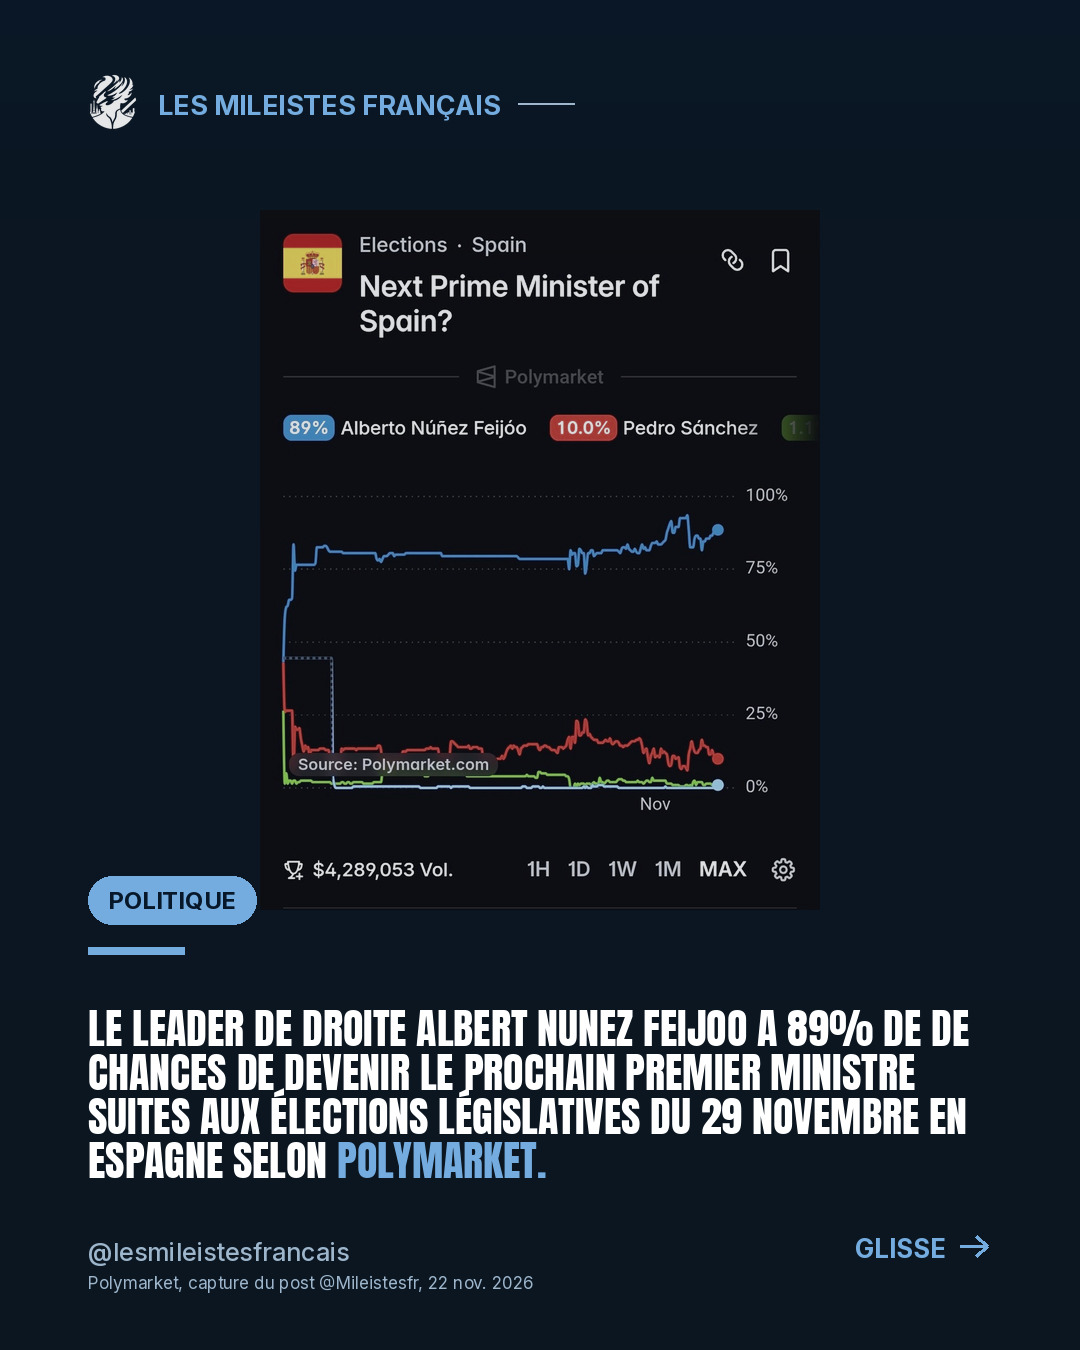 LES MILEISTES FRANÇAIS
Elections · Spain
Next Prime Minister of
Spain?
Polymarket
89% Alberto Núñez Feijóo 10.0% Pedro Sánchez 1.1
100%
75%
50%
25%
Source: Polymarket.com
0%
Nov
$4,289,053 Vol. 1H 1D 1W 1M MAX
POLITIQUE
LE LEADER DE DROITE ALBERT NUNEZ FEIJOO A 89% DE DE
CHANCES DE DEVENIR LE PROCHAIN PREMIER MINISTRE
SUITES AUX ÉLECTIONS LÉGISLATIVES DU 29 NOVEMBRE EN
ESPAGNE SELON POLYMARKET.
@lesmileistesfrancais
GLISSE →
Polymarket, capture du post @Mileistesfr, 22 nov. 2026